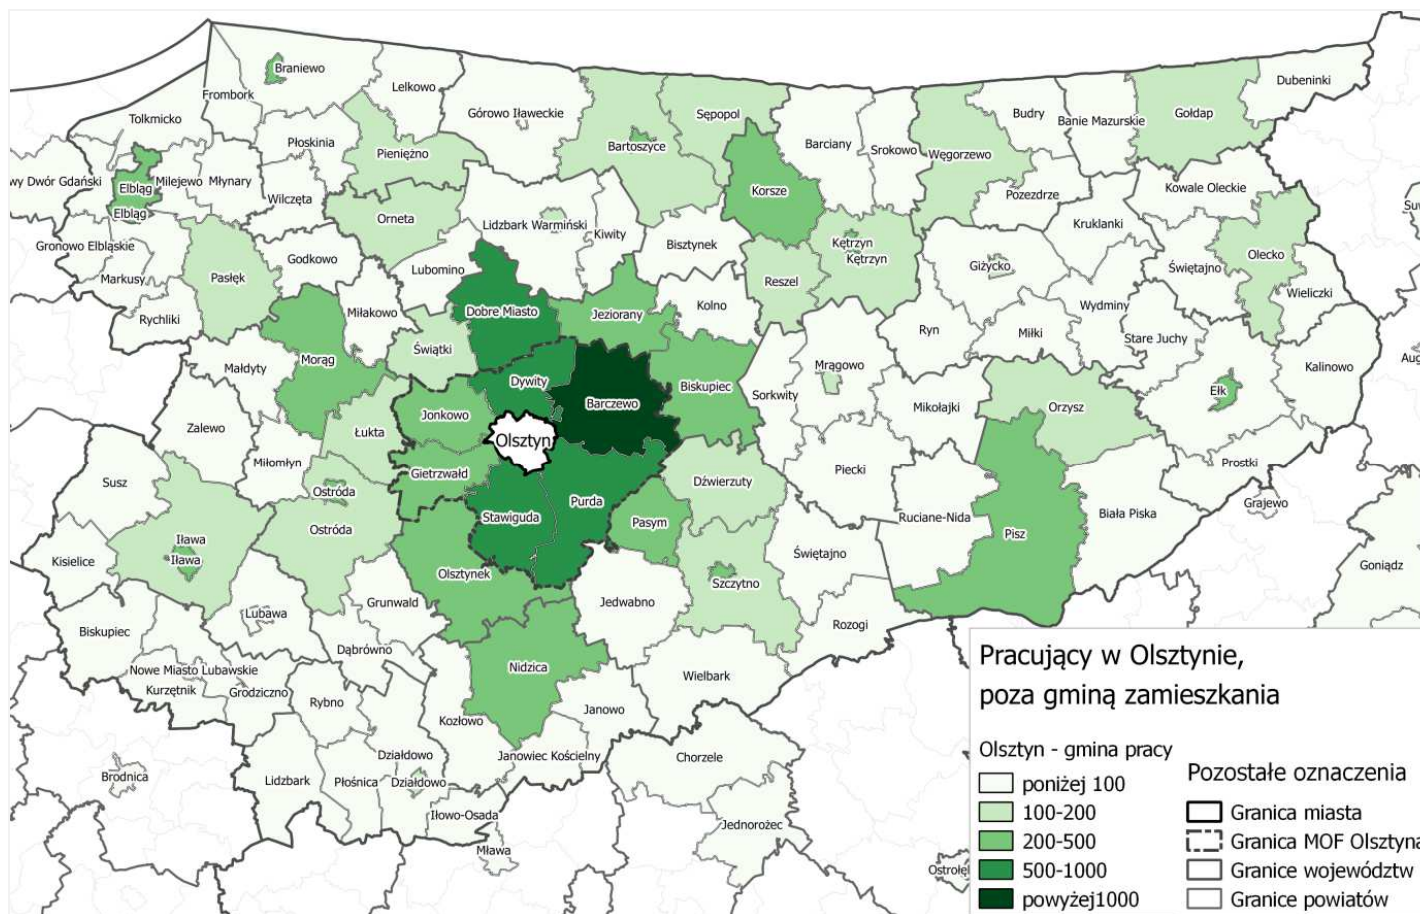 Dubeninki
Braniewo
Lelkowo
Frombork
Górowo Iławeckie
Sępopol
Budry
Banie Mazurskie
Gołdap
Tolmicko
Płoskinia
Pieniężno
Bartoszyce
Barciany
Srokowo
Węgorzewo
wy Dwór Gdański
Elbląg
Milejewo
Młynary
Korsze
Pozezdrze
Kowale Oleckie
Wilczęta
Elbląg
Orneta
Lidzbark Warmiński
Kiwity
Kruklanki
Suw
Gronowo Elbląskie
Godkowo
Bisztynek
Kętrzyn
Kętrzyn
Olecko
Markusy
Pasłęk
Lubomino
Reszel
Giżycko
Świętajno
Rychliki
Miłakowo
Dobre Miasto
Jeziorany
Kolno
Wydminy
Wieliczki
Ryn
Miłki
Stare Juchy
Świątki
Małdyty
Morąg
Mrągowo
Aug
Kalinowo
Dywity
Biskupiec
Sorkwity
Ełk
Barczewo
Mikołajki
Orzysz
Jonkowo
Zalewo
Łukta
Olsztyn
Miłomłyn
Gietrzwałd
Piecki
Prostki
Susz
Dźwierzuty
Ostróda
Purda
Grajewo
Stawiguda
Pasym
Ruciane-Nida
Biała Piska
Ostróda
Pisz
Iława
Iława
Świętajno
Kisielice
Goniądz
Olsztynek
Szczytno
Grunwald
Jedwabno
Lubawa
Rozogi
Biskupiec
Dąbrówno
Nidzica
Nowe Miasto Lubawskie
Wielbark
Kurzętnik
Grodziczno
Rybno
Janowo
Kozłowo
Działdowo
Janowiec Kościelny
Chorzele
Brodnica
Lidzbark
Płośnica
Działdowo
Iłowo-Osada
Jednorożec
Mława
Ostrołęk
Pracujący w Olsztynie,
poza gminą zamieszkania
Olsztyn - gmina pracy
poniżej 100
100-200
200-500
500-1000
powyżej1000
Pozostałe oznaczenia
Granica miasta
Granica MOF Olsztyna
Granice województw
Granice powiatów